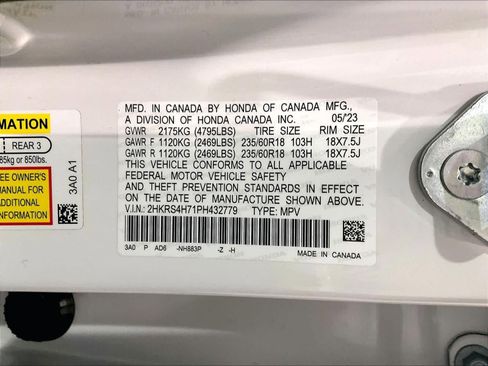 MFD. IN CANADA BY HONDA OF CANADA MFG.,
A DIVISION OF HONDA CANADA INC. 05/23
GVWR 2175KG (4795LBS) TIRE SIZE RIM SIZE
GAWR F 1120KG (2469LBS) 235/60R18 103H 18X7.5J
GAWR R 1120KG (2469LBS) 235/60R18 103H 18X7.5J
THIS VEHICLE CONFORMS TO ALL APPLICABLE
FEDERAL MOTOR VEHICLE SAFETY
AND THEFT PREVENTION STANDARDS IN EFFECT
ON THE DATE OF MANUFACTURE SHOWN ABOVE.
V.I.N.: 2HKRS4H71PH432779 TYPE: MPV
3A0 P AD6 -NH883P -Z -H
MADE IN CANADA
MATION
REAR 3
85kg or 850lbs.
EE OWNER'S
MANUAL FOR
ADDITIONAL
FORMATION
3A0 A1